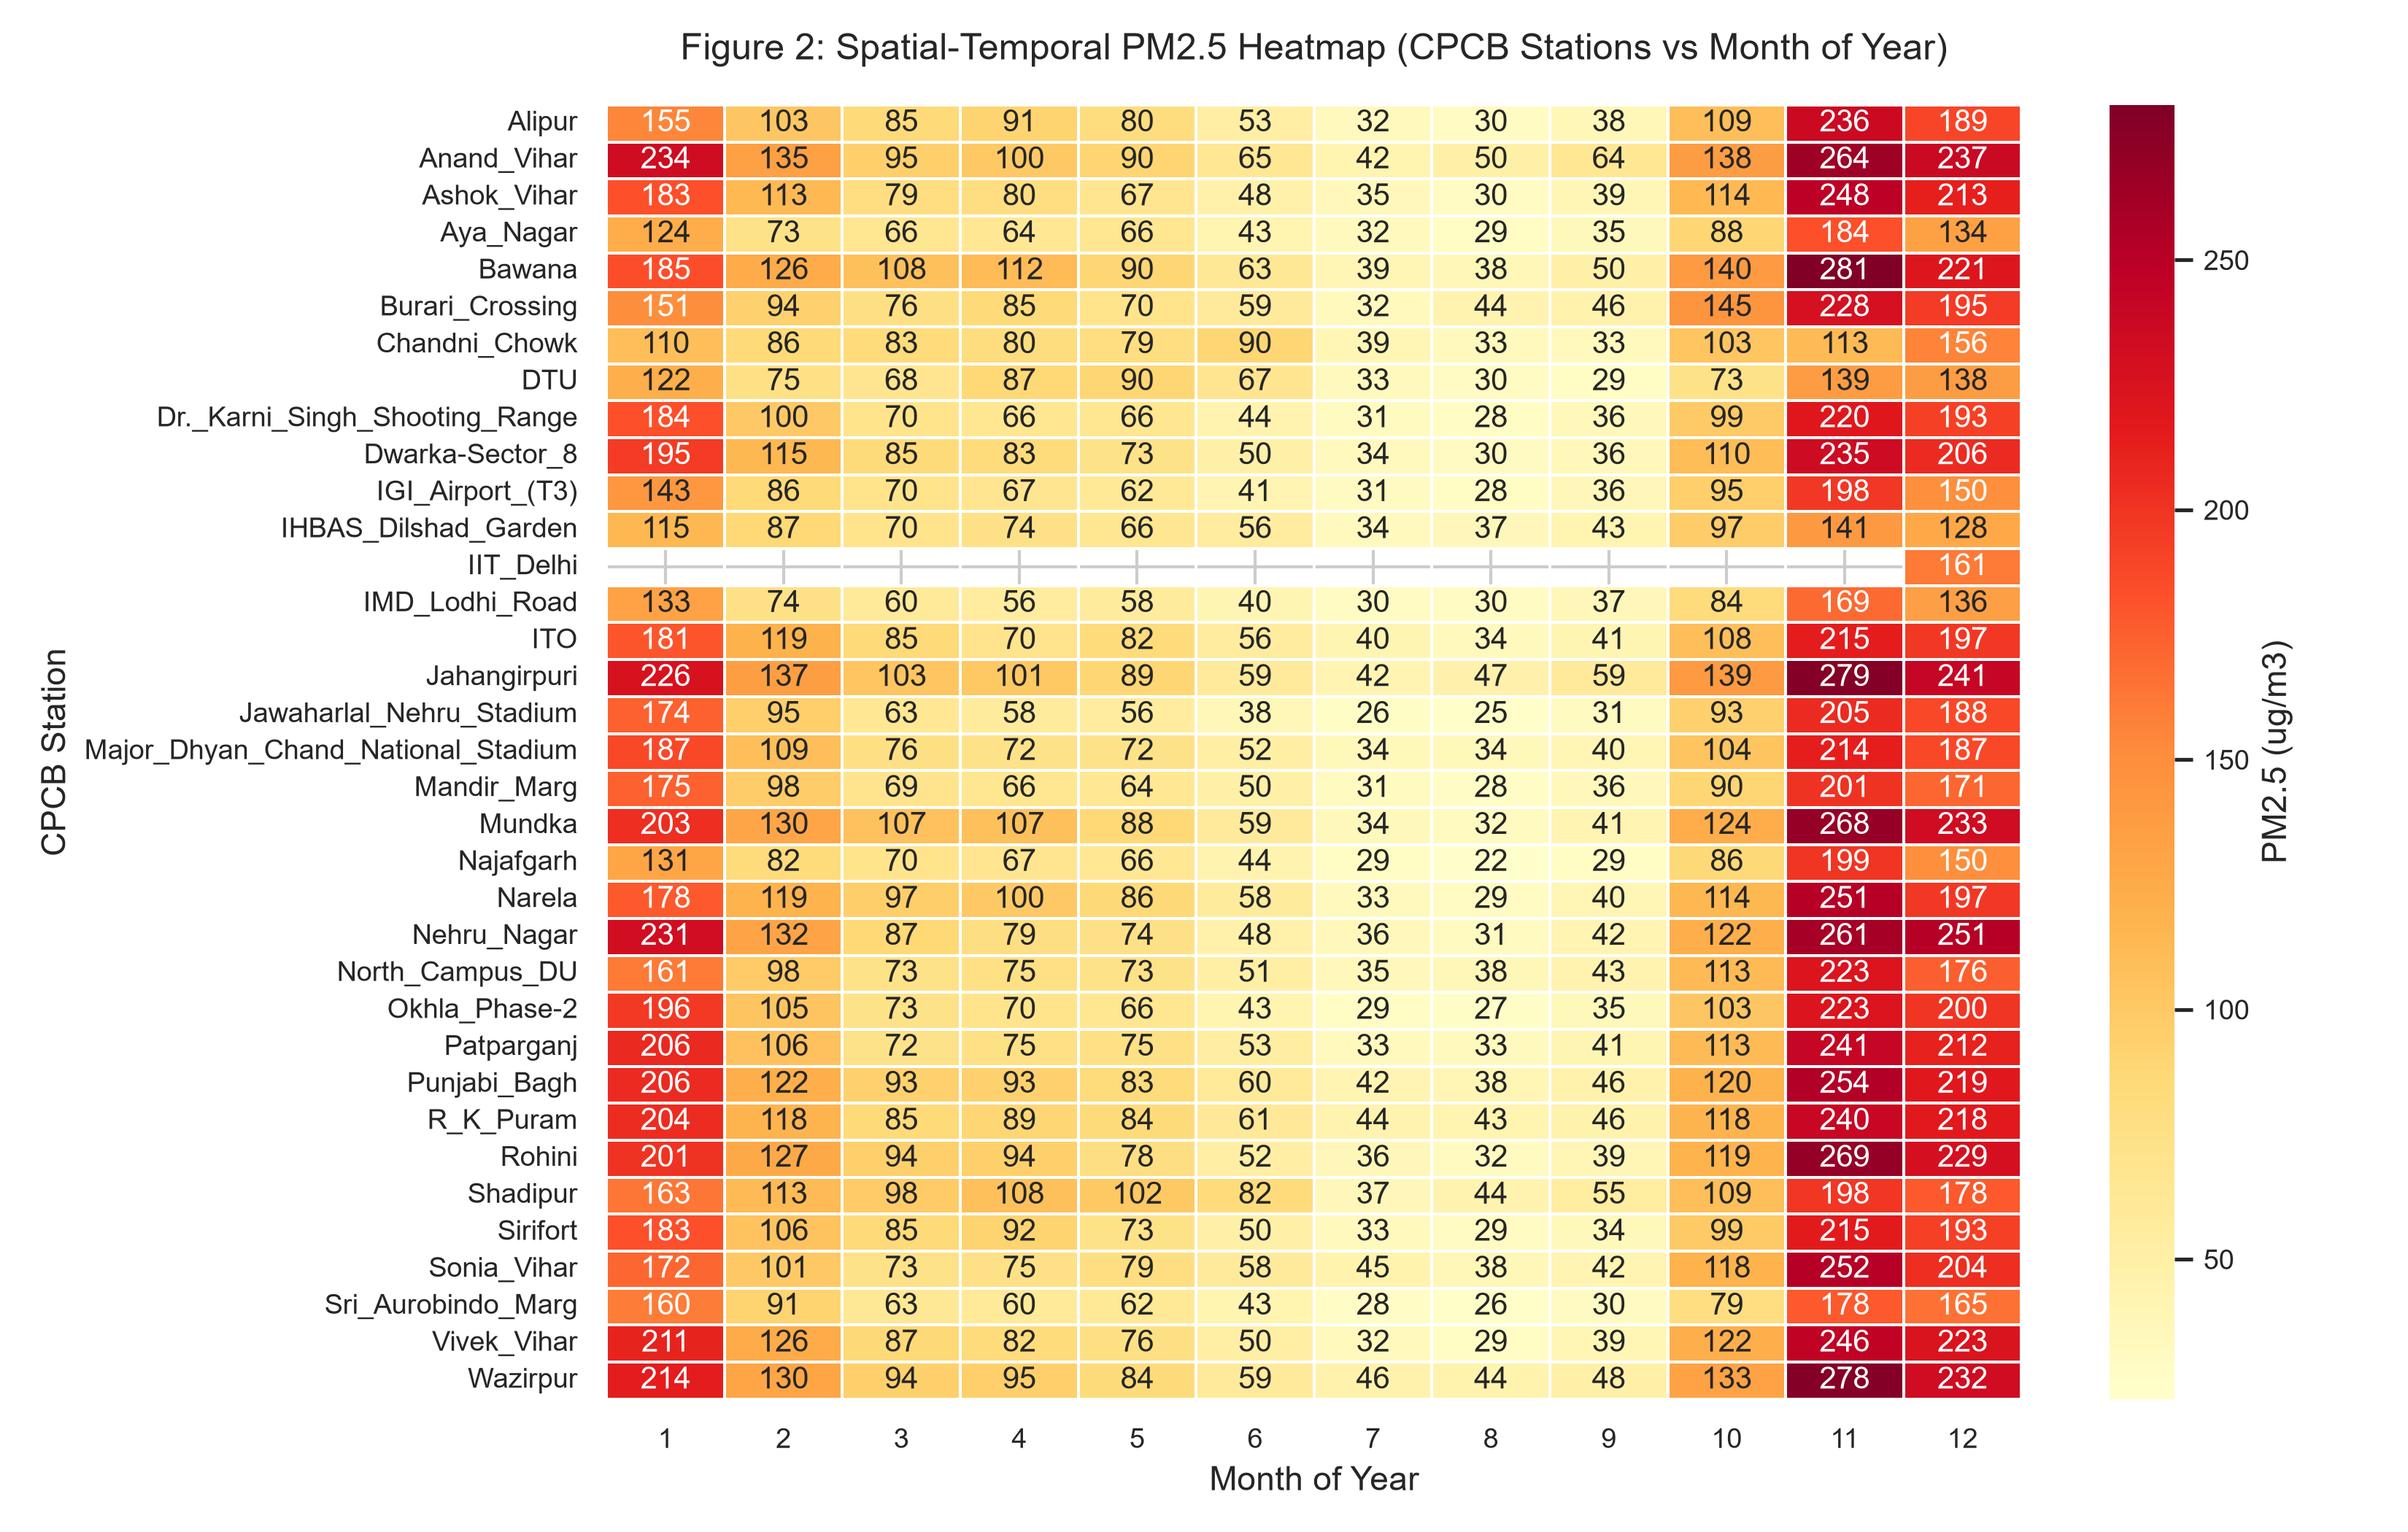 Figure 2: Spatial-Temporal PM2.5 Heatmap (CPCB Stations vs Month of Year)
Alipur 155 103 85 91 80 53 32 30 38 109 236 189
Anand_Vihar 234 135 95 100 90 65 42 50 64 138 264 237
Ashok_Vihar 183 113 79 80 67 48 35 30 39 114 248 213
Aya_Nagar 124 73 66 64 66 43 32 29 35 88 184 134
Bawana 185 126 108 112 90 63 39 38 50 140 281 221
Burari_Crossing 151 94 76 85 70 59 32 44 46 145 228 195
Chandni_Chowk 110 86 83 80 79 90 39 33 33 103 113 156
DTU 122 75 68 87 90 67 33 30 29 73 139 138
Dr._Karni_Singh_Shooting_Range 184 100 70 66 66 44 31 28 36 99 220 193
Dwarka-Sector_8 195 115 85 83 73 50 34 30 36 110 235 206
IGI_Airport_(T3) 143 86 70 67 62 41 31 28 36 95 198 150
IHBAS_Dilshad_Garden 115 87 70 74 66 56 34 37 43 97 141 128
IIT_Delhi 161
IMD_Lodhi_Road 133 74 60 56 58 40 30 30 37 84 169 136
ITO 181 119 85 70 82 56 40 34 41 108 215 197
Jahangirpuri 226 137 103 101 89 59 42 47 59 139 279 241
Jawaharlal_Nehru_Stadium 174 95 63 58 56 38 26 25 31 93 205 188
Major_Dhyan_Chand_National_Stadium 187 109 76 72 72 52 34 34 40 104 214 187
Mandir_Marg 175 98 69 66 64 50 31 28 36 90 201 171
Mundka 203 130 107 107 88 59 34 32 41 124 268 233
Najafgarh 131 82 70 67 66 44 29 22 29 86 199 150
Narela 178 119 97 100 86 58 33 29 40 114 251 197
Nehru_Nagar 231 132 87 79 74 48 36 31 42 122 261 251
North_Campus_DU 161 98 73 75 73 51 35 38 43 113 223 176
Okhla_Phase-2 196 105 73 70 66 43 29 27 35 103 223 200
Patparganj 206 106 72 75 75 53 33 33 41 113 241 212
Punjabi_Bagh 206 122 93 93 83 60 42 38 46 120 254 219
R_K_Puram 204 118 85 89 84 61 44 43 46 118 240 218
Rohini 201 127 94 94 78 52 36 32 39 119 269 229
Shadipur 163 113 98 108 102 82 37 44 55 109 198 178
Sirifort 183 106 85 92 73 50 33 29 34 99 215 193
Sonia_Vihar 172 101 73 75 79 58 45 38 42 118 252 204
Sri_Aurobindo_Marg 160 91 63 60 62 43 28 26 30 79 178 165
Vivek_Vihar 211 126 87 82 76 50 32 29 39 122 246 223
Wazirpur 214 130 94 95 84 59 46 44 48 133 278 232
1 2 3 4 5 6 7 8 9 10 11 12
Month of Year
CPCB Station
250
200
150
100
50
PM2.5 (ug/m3)